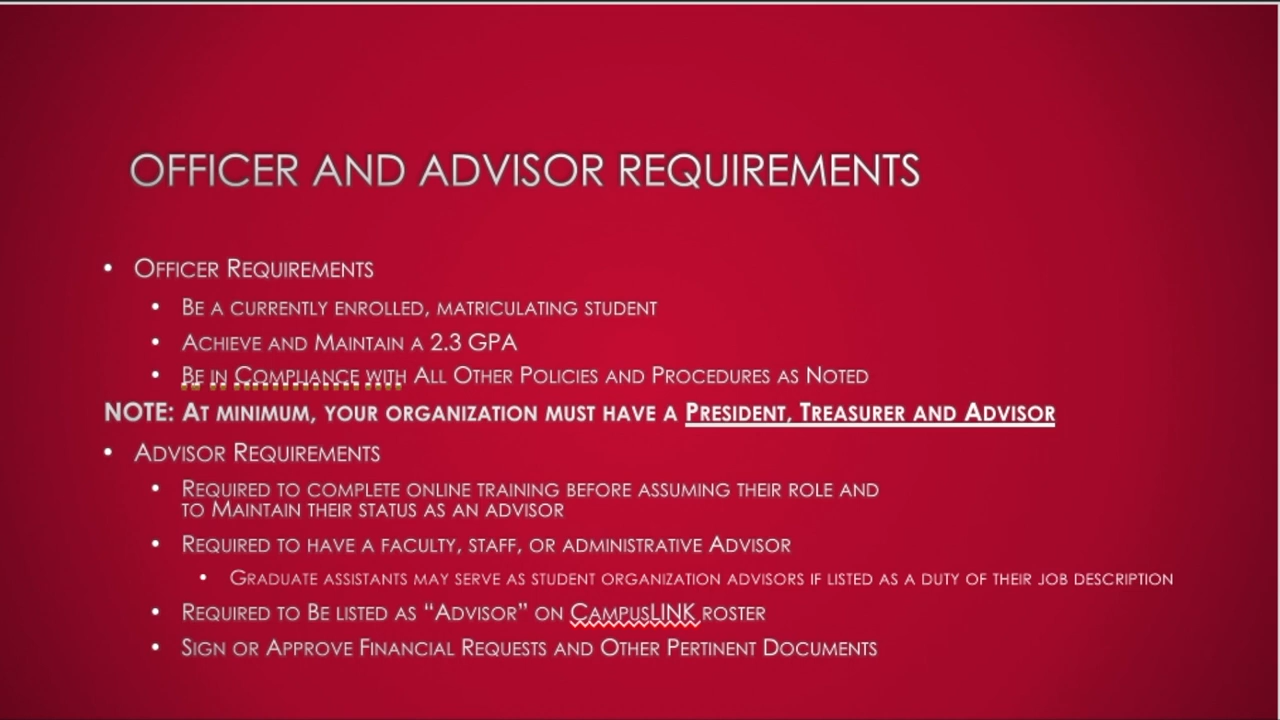 OFFICER AND ADVISOR REQUIREMENTS
• OFFICER REQUIREMENTS
• BE A CURRENTLY ENROLLED, MATRICULATING STUDENT
• ACHIEVE AND MAINTAIN A 2.3 GPA
• BE IN COMPLIANCE WITH ALL OTHER POLICIES AND PROCEDURES AS NOTED
NOTE: AT MINIMUM, YOUR ORGANIZATION MUST HAVE A PRESIDENT, TREASURER AND ADVISOR
• ADVISOR REQUIREMENTS
• REQUIRED TO COMPLETE ONLINE TRAINING BEFORE ASSUMING THEIR ROLE AND
TO MAINTAIN THEIR STATUS AS AN ADVISOR
• REQUIRED TO HAVE A FACULTY, STAFF, OR ADMINISTRATIVE ADVISOR
• GRADUATE ASSISTANTS MAY SERVE AS STUDENT ORGANIZATION ADVISORS IF LISTED AS A DUTY OF THEIR JOB DESCRIPTION
• REQUIRED TO BE LISTED AS “ADVISOR” ON CAMPUSLINK ROSTER
• SIGN OR APPROVE FINANCIAL REQUESTS AND OTHER PERTINENT DOCUMENTS